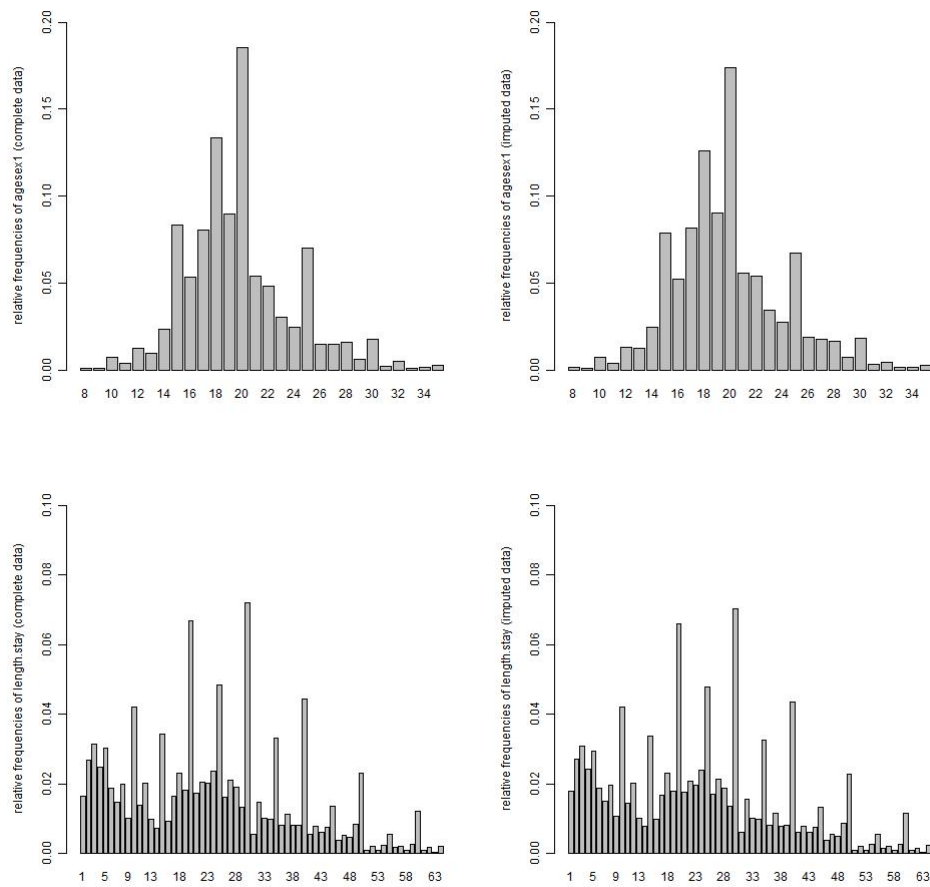 relative frequencies of agesex1 (complete data)
0.00 0.05 0.10 0.15 0.20
8 10 12 14 16 18 20 22 24 26 28 30 32 34
relative frequencies of agesex1 (imputed data)
0.00 0.05 0.10 0.15 0.20
8 10 12 14 16 18 20 22 24 26 28 30 32 34
relative frequencies of length.stay (complete data)
0.00 0.02 0.04 0.06 0.08 0.10
1 5 9 13 18 23 28 33 38 43 48 53 58 63
relative frequencies of length.stay (imputed data)
0.00 0.02 0.04 0.06 0.08 0.10
1 5 9 13 18 23 28 33 38 43 48 53 58 63